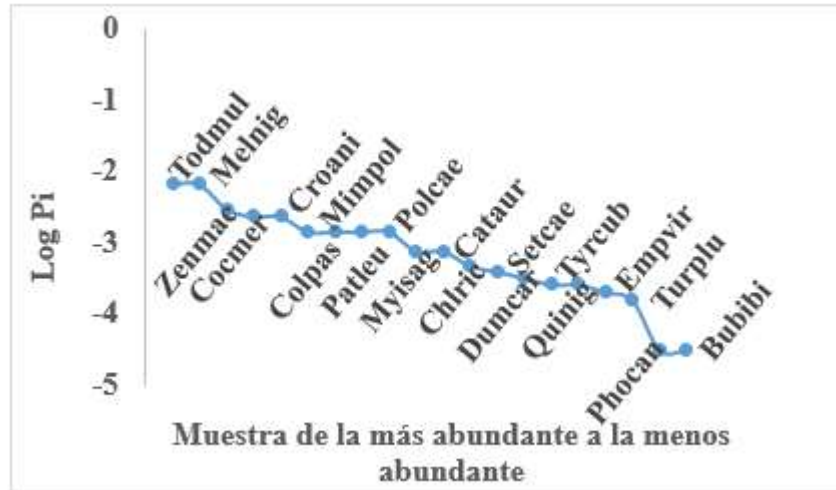 0
-1
-2
-3
-4
-5
Log Pi
Todmul
Melnig
Zenmac
Cocmer
Croani
Colpas
Mimpol
Patleu
Polcae
Myisag
Cataur
Chlric
Setcae
Dumcar
Tyrcub
Quinig
Empvir
Phocan
Turplu
Bubibi
Muestra de la más abundante a la menos
abundante